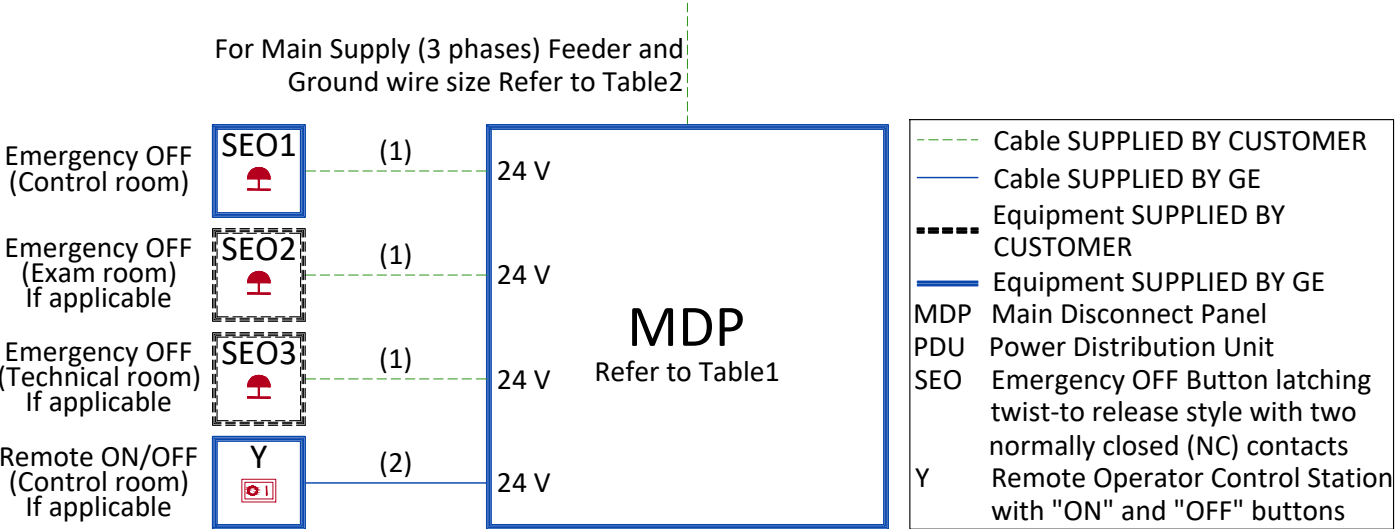 For Main Supply (3 phases) Feeder and
Ground wire size Refer to Table2
Emergency OFF
(Control room)
SEO1
(1)
24 V
Emergency OFF
(Exam room)
If applicable
SEO2
(1)
24 V
Emergency OFF
(Technical room)
If applicable
SEO3
(1)
24 V
Remote ON/OFF
(Control room)
If applicable
Y
(2)
24 V
MDP
Refer to Table1
Cable SUPPLIED BY CUSTOMER
Cable SUPPLIED BY GE
Equipment SUPPLIED BY
CUSTOMER
Equipment SUPPLIED BY GE
MDP Main Disconnect Panel
PDU Power Distribution Unit
SEO Emergency OFF Button latching
twist-to release style with two
normally closed (NC) contacts
Y Remote Operator Control Station
with "ON" and "OFF" buttons